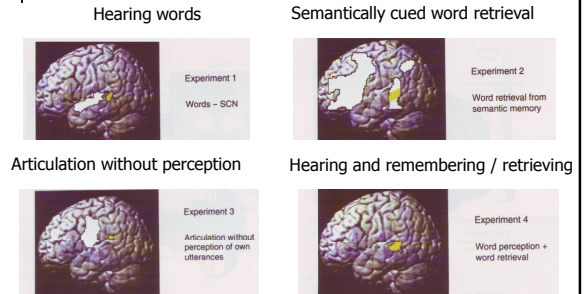 Hearing words
Semantically cued word retrieval
Experiment 1
Words – SCN
Experiment 2
Word retrieval from
semantic memory
Articulation without perception
Hearing and remembering / retrieving
Experiment 3
Articulation without
perception of own
utterances
Experiment 4
Word perception +
word retrieval